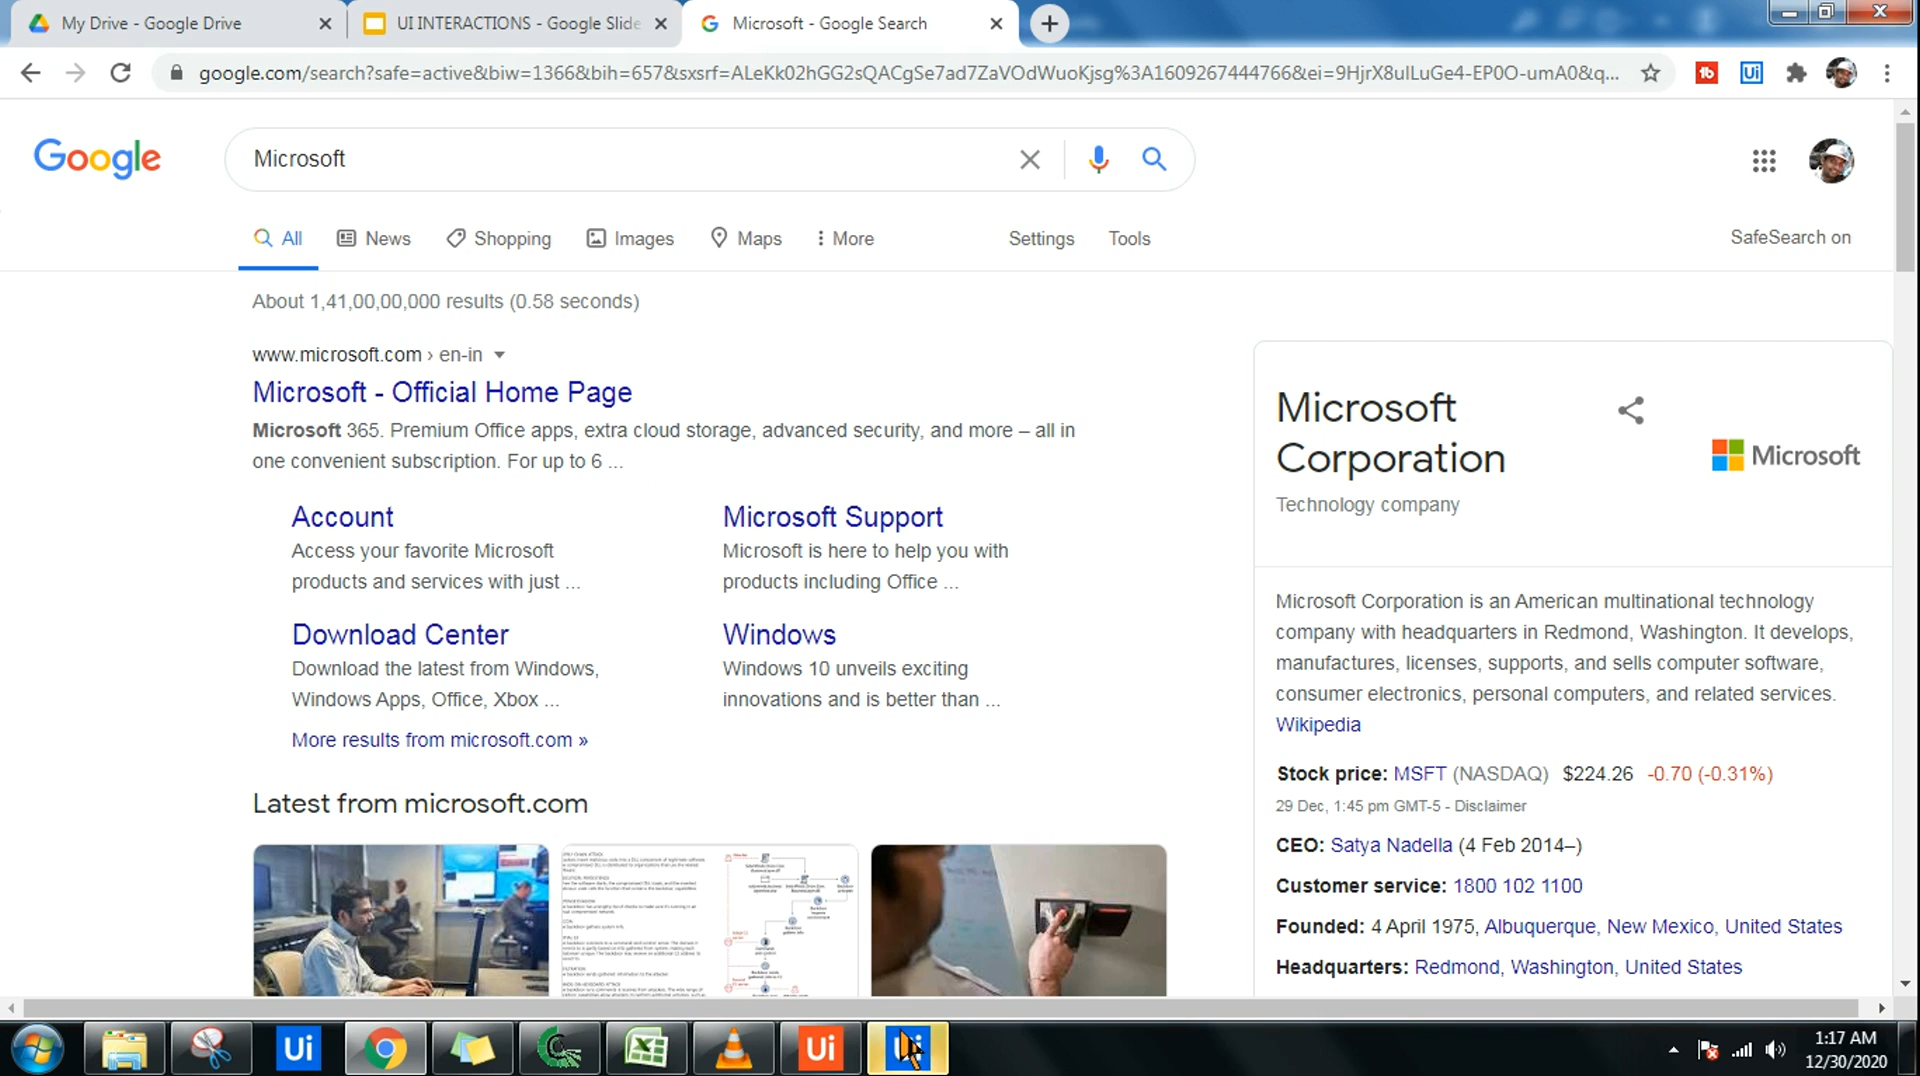 My Drive - Google Drive
UI INTERACTIONS - Google Slide
Microsoft - Google Search
google.com/search?safe=active&biw=1366&bih=657&sxsrf=ALeKk02hGG2sQACgSe7ad7ZaVOdWuoKjsg%3A1609267444766&ei=9HjrX8ulLuGe4-EP0O-umA0&q...
Google
Microsoft
All
News
Shopping
Images
Maps
More
Settings
Tools
SafeSearch on
About 1,41,00,00,000 results (0.58 seconds)
www.microsoft.com › en-in
Microsoft - Official Home Page
Microsoft 365. Premium Office apps, extra cloud storage, advanced security, and more – all in
one convenient subscription. For up to 6 ...
Account
Access your favorite Microsoft
products and services with just ...
Microsoft Support
Microsoft is here to help you with
products including Office ...
Download Center
Download the latest from Windows,
Windows Apps, Office, Xbox ...
Windows
Windows 10 unveils exciting
innovations and is better than ...
More results from microsoft.com »
Latest from microsoft.com
Microsoft
Corporation
Microsoft
Technology company
Microsoft Corporation is an American multinational technology
company with headquarters in Redmond, Washington. It develops,
manufactures, licenses, supports, and sells computer software,
consumer electronics, personal computers, and related services.
Wikipedia
Stock price: MSFT (NASDAQ) $224.26 -0.70 (-0.31%)
29 Dec, 1:45 pm GMT-5 - Disclaimer
CEO: Satya Nadella (4 Feb 2014–)
Customer service: 1800 102 1100
Founded: 4 April 1975, Albuquerque, New Mexico, United States
Headquarters: Redmond, Washington, United States
Ui
Ui
1:17 AM
12/30/2020